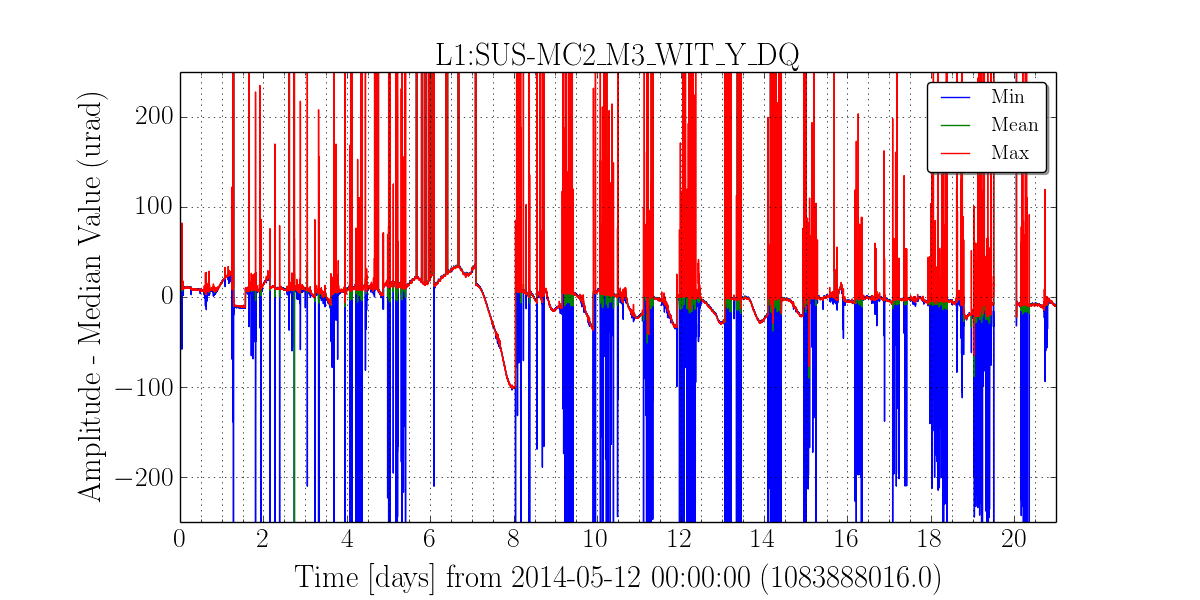 L1:SUS-MC2_M3_WIT_Y_DQ
Amplitude - Median Value (urad)
200
100
0
−100
−200
Min
Mean
Max
0 2 4 6 8 10 12 14 16 18 20
Time [days] from 2014-05-12 00:00:00 (1083888016.0)